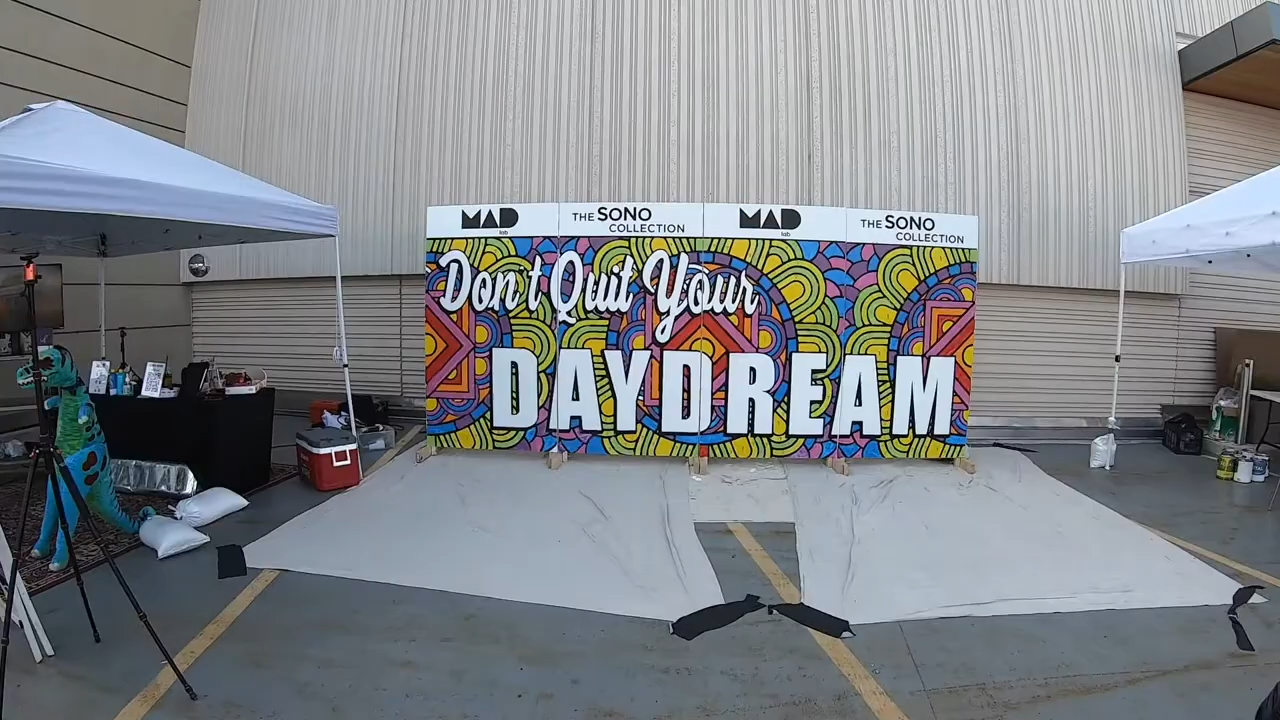 MAD
lab
THE SONO
COLLECTION
MAD
lab
THE SONO
COLLECTION
Don't Quit Your
DAYDREAM